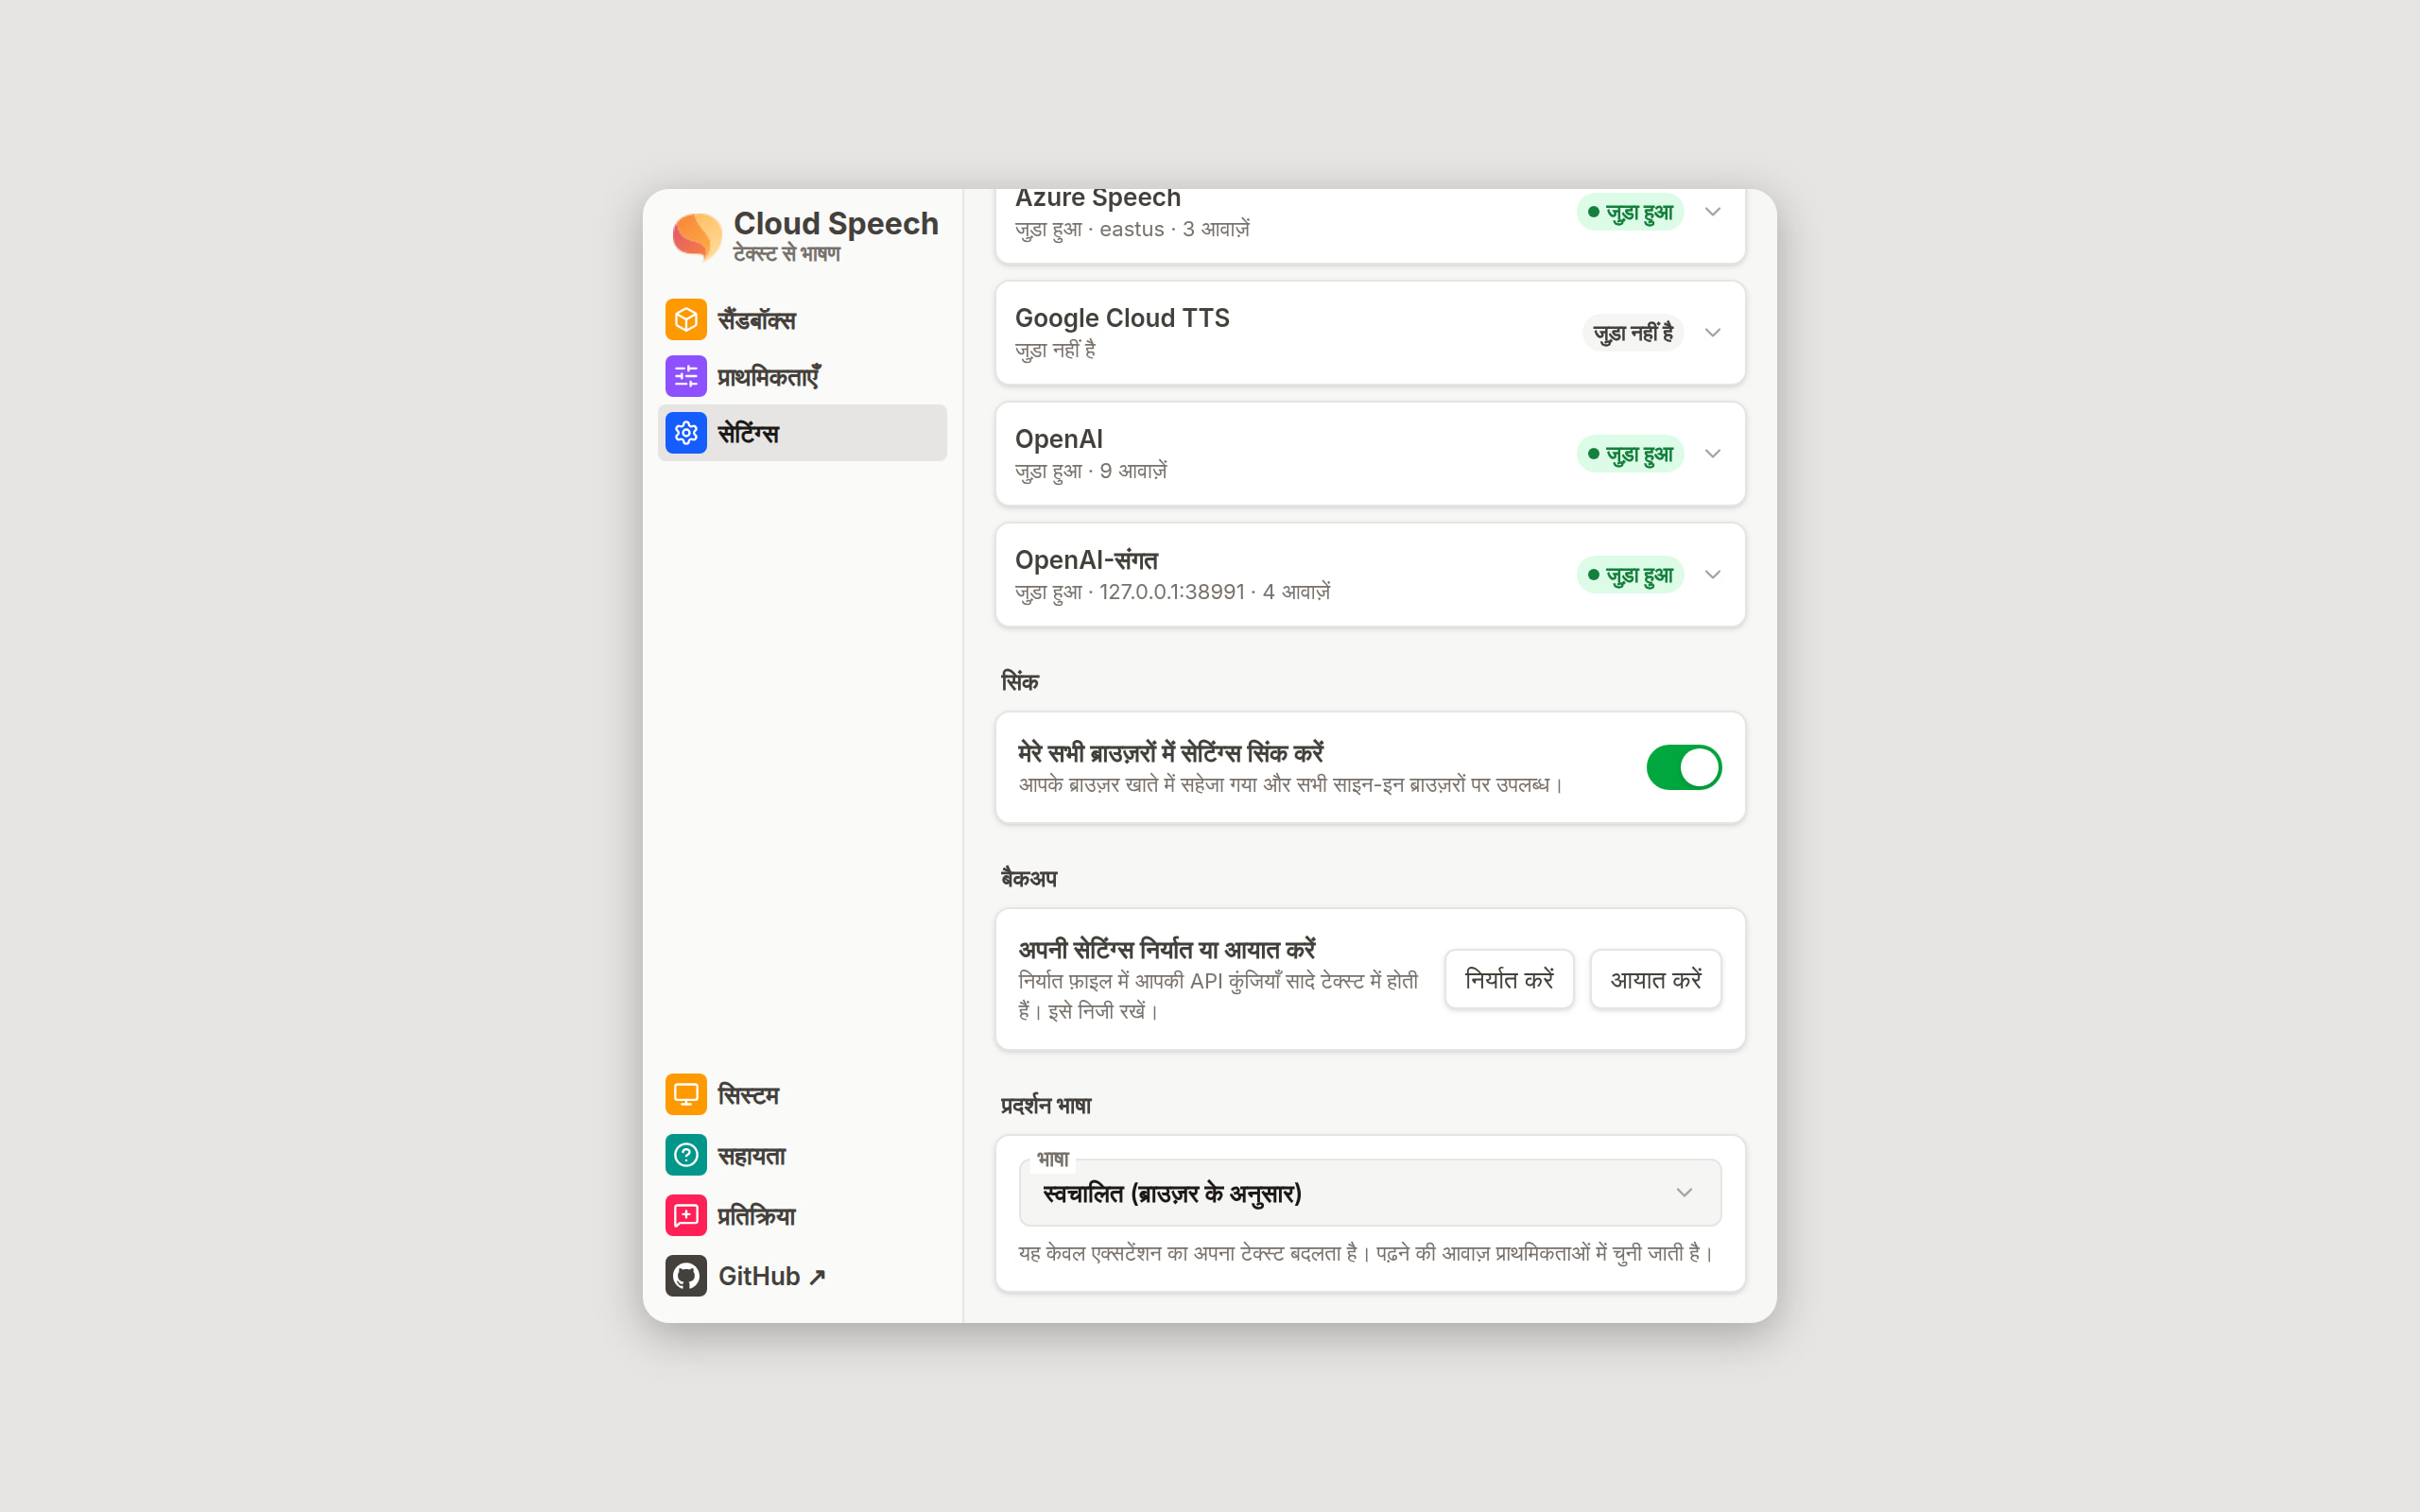 Cloud Speech
टेक्स्ट से भाषण
सैंडबॉक्स
प्राथमिकताएँ
सेटिंग्स
सिस्टम
सहायता
प्रतिक्रिया
GitHub ↗
Azure Speech
जुड़ा हुआ · eastus · 3 आवाज़ें
जुड़ा हुआ
Google Cloud TTS
जुड़ा नहीं है
जुड़ा नहीं है
OpenAI
जुड़ा हुआ · 9 आवाज़ें
जुड़ा हुआ
OpenAI-संगत
जुड़ा हुआ · 127.0.0.1:38991 · 4 आवाज़ें
जुड़ा हुआ
सिंक
मेरे सभी ब्राउज़रों में सेटिंग्स सिंक करें
आपके ब्राउज़र खाते में सहेजा गया और सभी साइन-इन ब्राउज़रों पर उपलब्ध।
बैकअप
अपनी सेटिंग्स निर्यात या आयात करें
निर्यात फ़ाइल में आपकी API कुंजियाँ सादे टेक्स्ट में होती
हैं। इसे निजी रखें।
निर्यात करें
आयात करें
प्रदर्शन भाषा
भाषा
स्वचालित (ब्राउज़र के अनुसार)
यह केवल एक्सटेंशन का अपना टेक्स्ट बदलता है। पढ़ने की आवाज़ प्राथमिकताओं में चुनी जाती है।